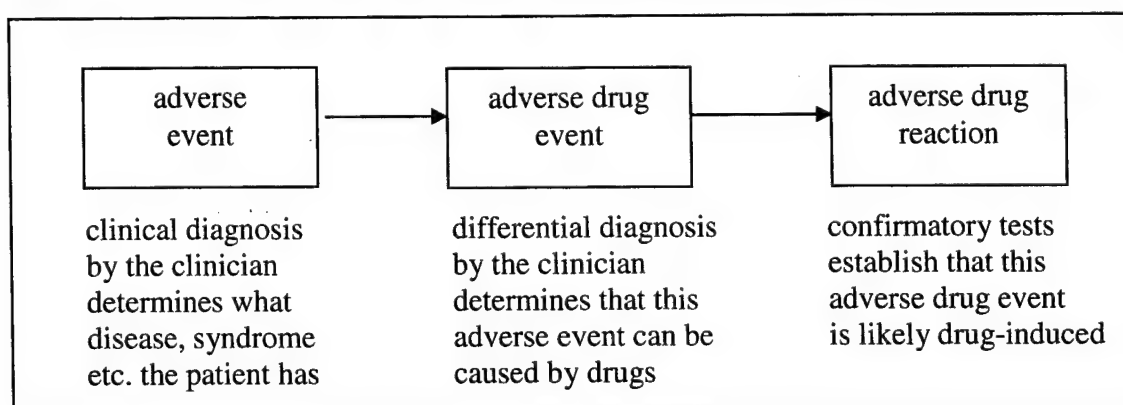 adverse
event
adverse drug
event
adverse drug
reaction
clinical diagnosis
by the clinician
determines what
disease, syndrome
etc. the patient has
differential diagnosis
by the clinician
determines that this
adverse event can be
caused by drugs
confirmatory tests
establish that this
adverse drug event
is likely drug-induced